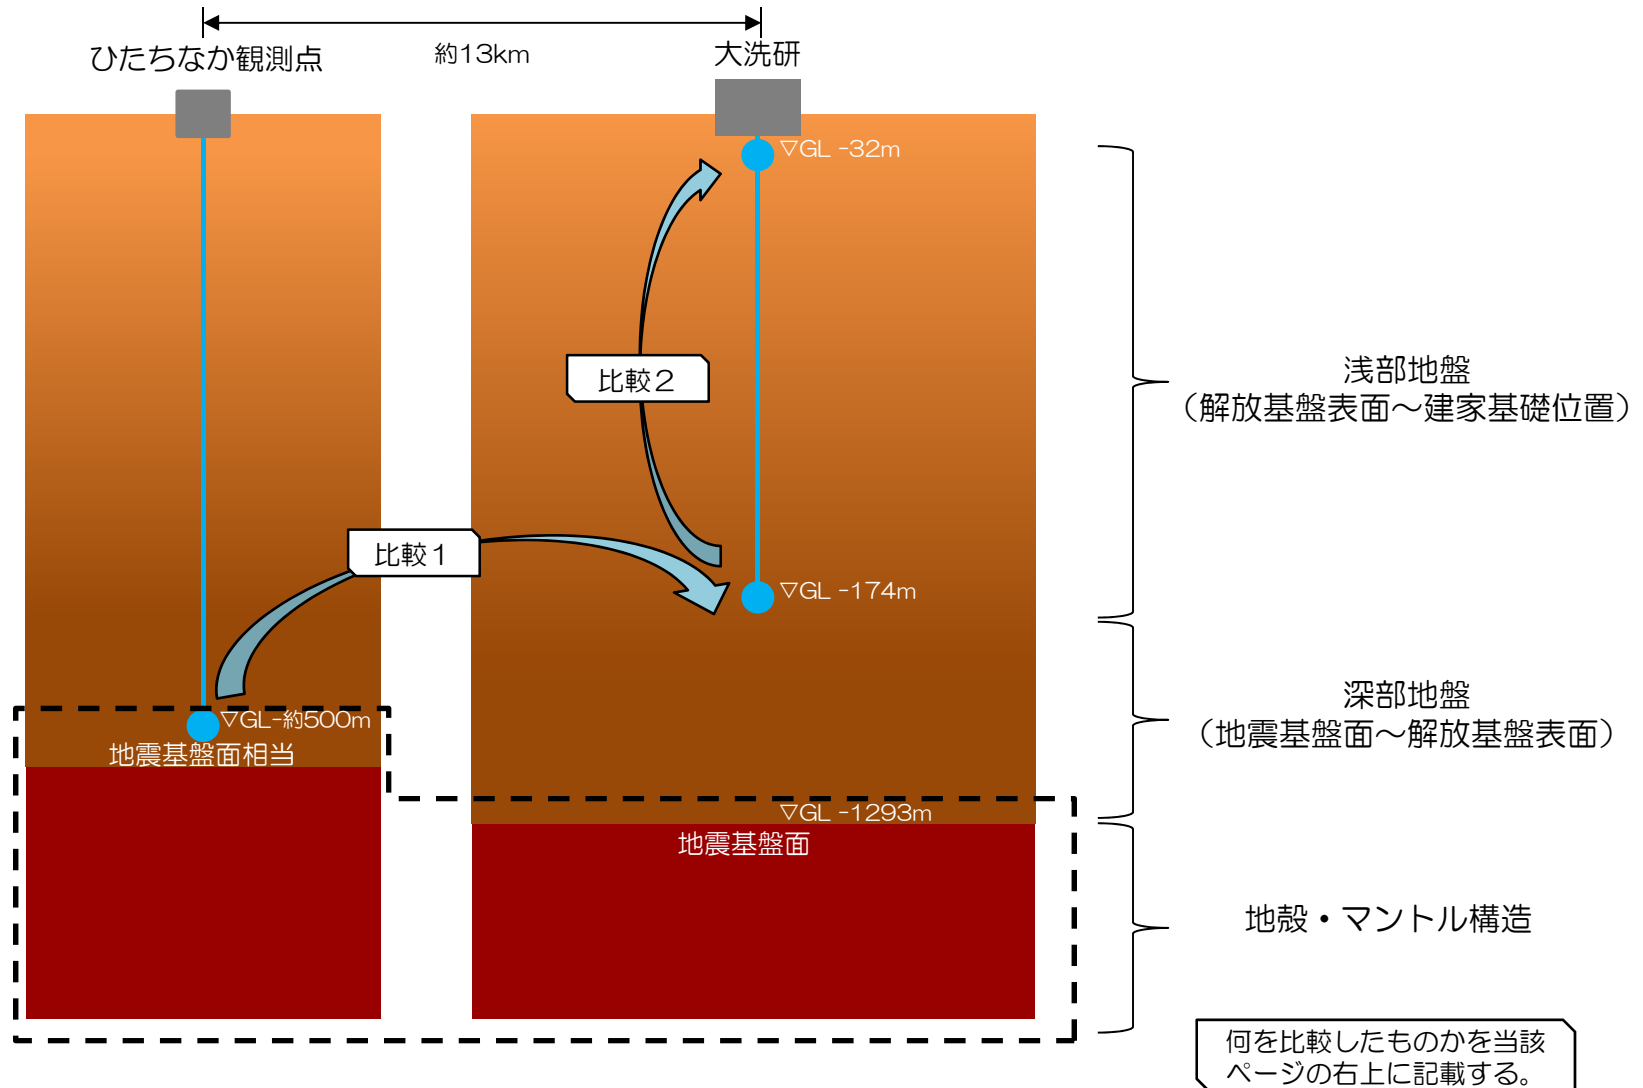 約13km
ひたちなか観測点
大洗研
▽GL -32m
比較２
浅部地盤
（解放基盤表面～建家基礎位置）
比較１
▽GL -174m
▽GL-約500m
地震基盤面相当
深部地盤
（地震基盤面～解放基盤表面）
▽GL -1293m
地震基盤面
地殻・マントル構造
何を比較したものかを当該
ページの右上に記載する。